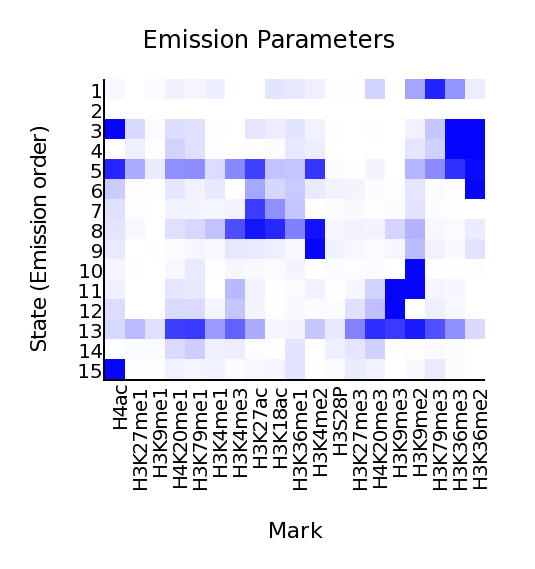 Emission Parameters
State (Emission order)
1
2
3
4
5
6
7
8
9
10
11
12
13
14
15
H4ac
H3K27me1
H3K9me1
H4K20me1
H3K79me1
H3K4me1
H3K4me3
H3K27ac
H3K18ac
H3K36me1
H3K4me2
H3S28P
H3K27me3
H4K20me3
H3K9me3
H3K9me2
H3K79me3
H3K36me3
H3K36me2
Mark